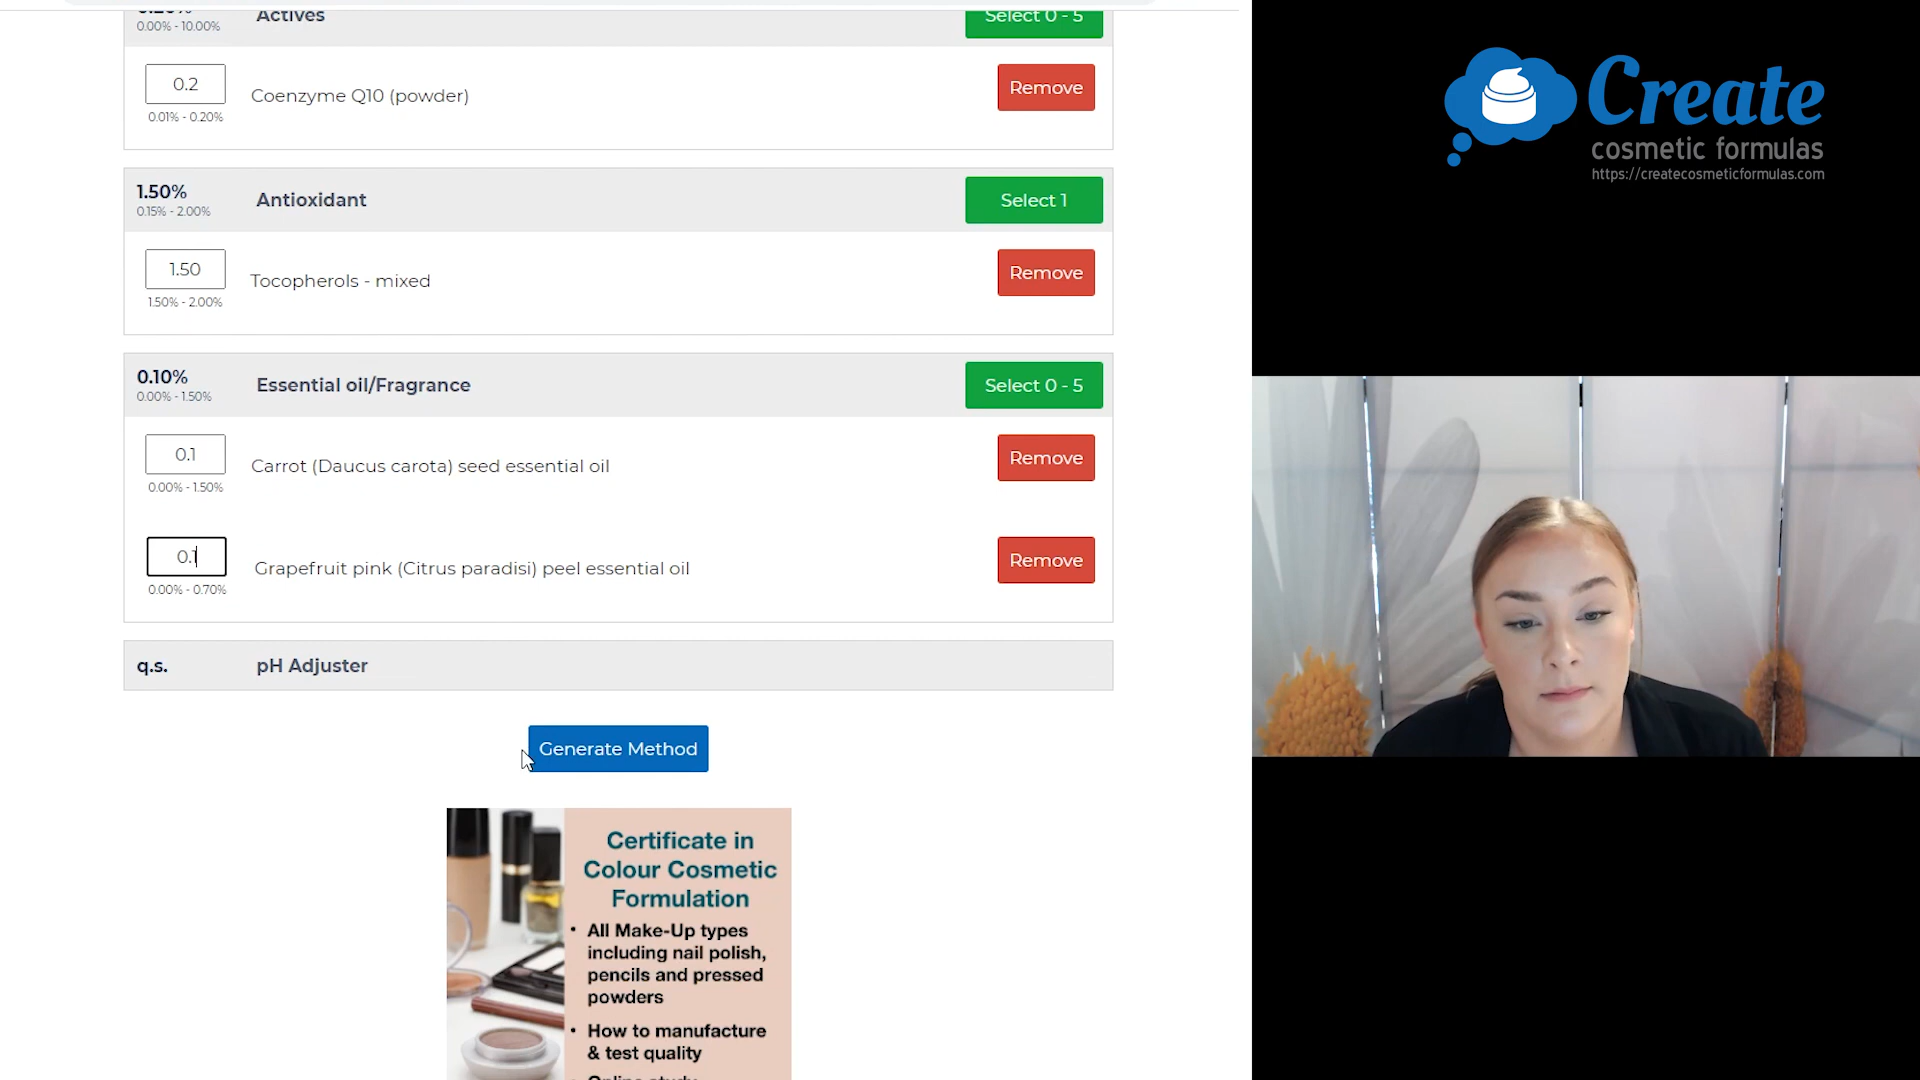 Actives
0.00% - 10.00%
Select 0 - 5
0.2
Coenzyme Q10 (powder)
0.01% - 0.20%
Remove
1.50%
0.15% - 2.00%
Antioxidant
Select 1
1.50
Tocopherols - mixed
1.50% - 2.00%
Remove
0.10%
0.00% - 1.50%
Essential oil/Fragrance
Select 0 - 5
0.1
Carrot (Daucus carota) seed essential oil
0.00% - 1.50%
Remove
0.1
Grapefruit pink (Citrus paradisi) peel essential oil
0.00% - 0.70%
Remove
q.s.
pH Adjuster
Generate Method
Certificate in
Colour Cosmetic
Formulation
• All Make-Up types
including nail polish,
pencils and pressed
powders
• How to manufacture
& test quality
Create
cosmetic formulas
https://createcosmeticformulas.com